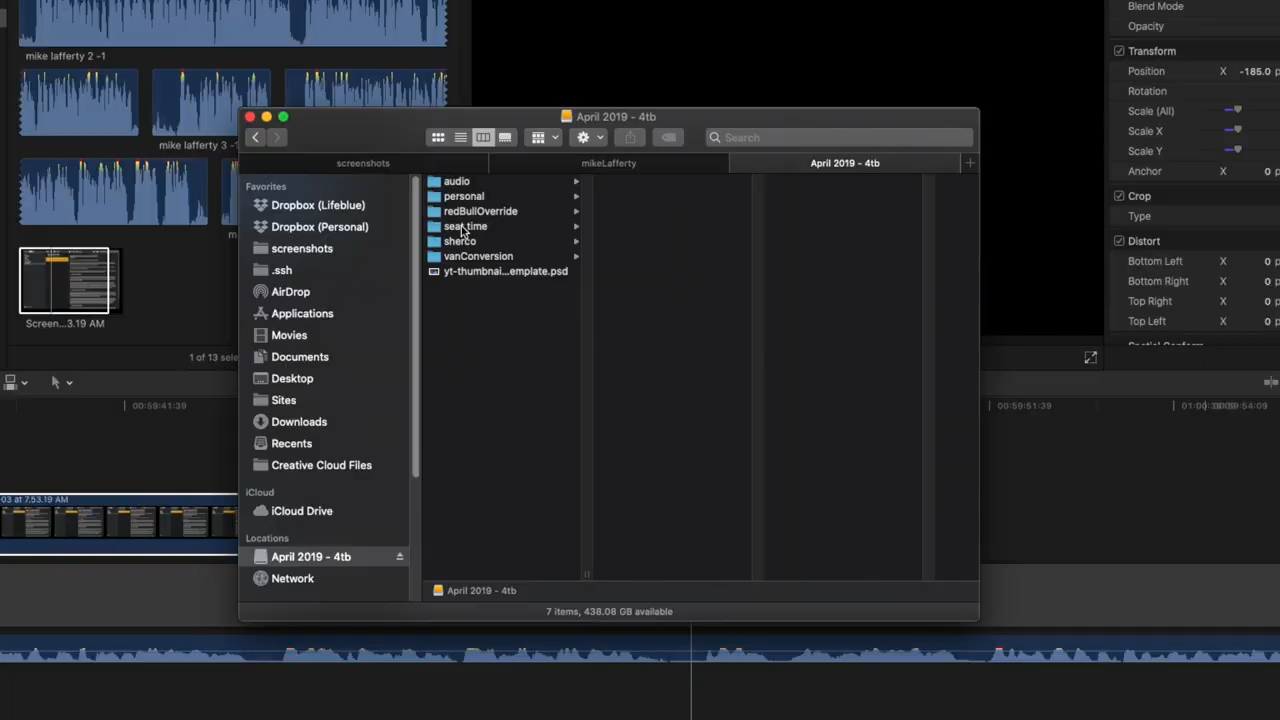 Blend Mode
Opacity
mike lafferty 2 -1
Transform
Position X -185.0 p
Rotation
Scale (All)
Scale X
Scale Y
Anchor X 0 p
Crop
Type
Distort
Bottom Left X 0 p
Bottom Right X 0 p
Top Right X 0 p
Top Left X 0 p
mike lafferty 3 -1
Screen...3.19 AM
1 of 13 sele
April 2019 - 4tb
Search
screenshots
mikeLafferty
April 2019 - 4tb
Favorites
Dropbox (Lifeblue)
Dropbox (Personal)
screenshots
.ssh
AirDrop
Applications
Movies
Documents
Desktop
Sites
Downloads
Recents
Creative Cloud Files
iCloud
iCloud Drive
Locations
April 2019 - 4tb
Network
audio
personal
redBullOverride
seat time
sherco
vanConversion
yt-thumbnai...emplate.psd
April 2019 - 4tb
7 items, 438.08 GB available
00:59:41:39
00:59:51:39
-03 at 7.53.19 AM